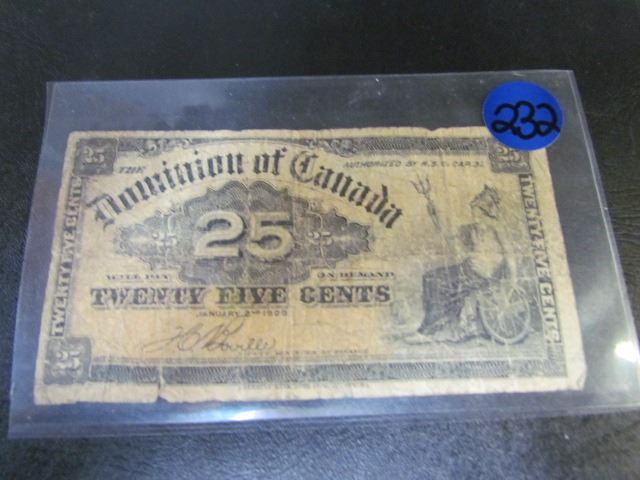 232
25
25
THE
AUTHORIZED BY R.S.C. CAP. 31.
Dominion of Canada
25
25
25
WILL PAY
ON DEMAND
TWENTY FIVE CENTS
JANUARY 2ND 1900
TWENTY FIVE CENTS
TWENTY FIVE CENTS
25